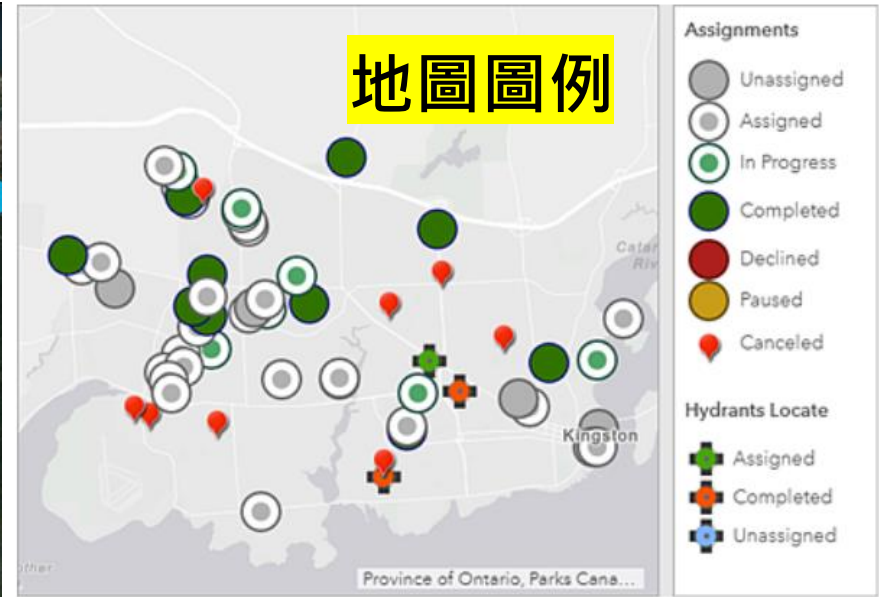 地圖圖例
Kingston
Province of Ontario, Parks Cana...
Assignments
Unassigned
Assigned
In Progress
Completed
Declined
Paused
Canceled
Hydrants Locate
Assigned
Completed
Unassigned